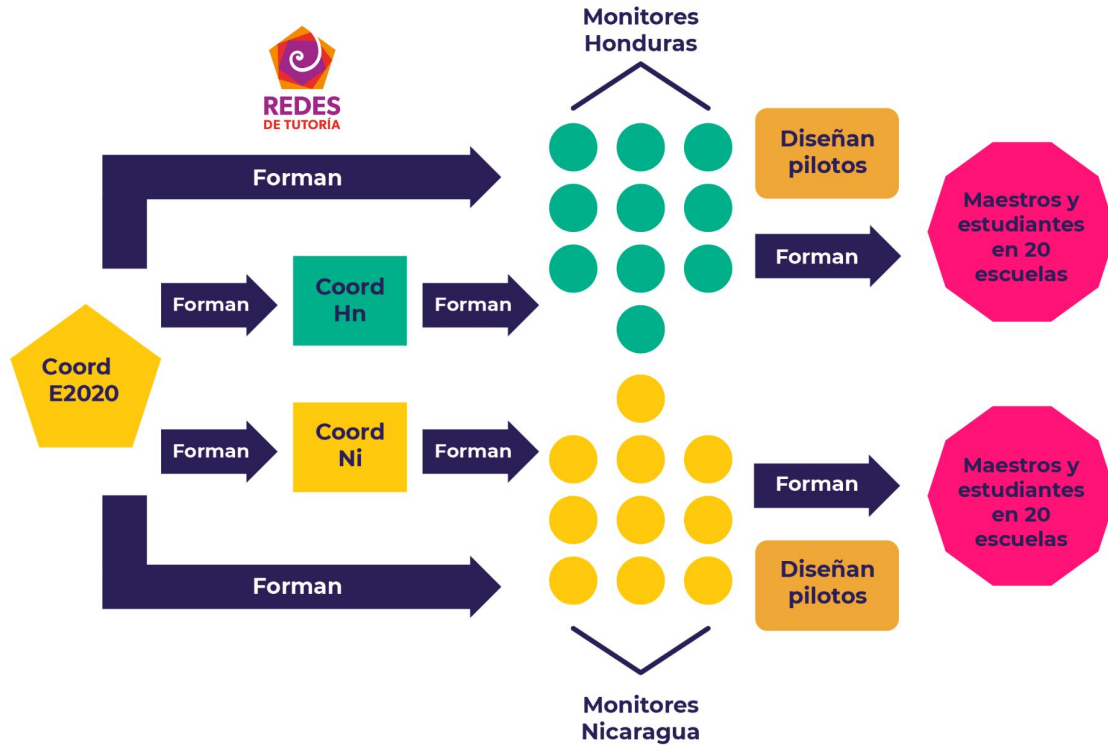 Monitores
Honduras
REDES
DE TUTORÍA
Forman
Diseñan
pilotos
Maestros y
estudiantes
en 20
escuelas
Forman
Forman
Coord
Hn
Forman
Coord
E2020
Forman
Coord
Ni
Forman
Forman
Maestros y
estudiantes
en 20
escuelas
Forman
Diseñan
pilotos
Monitores
Nicaragua